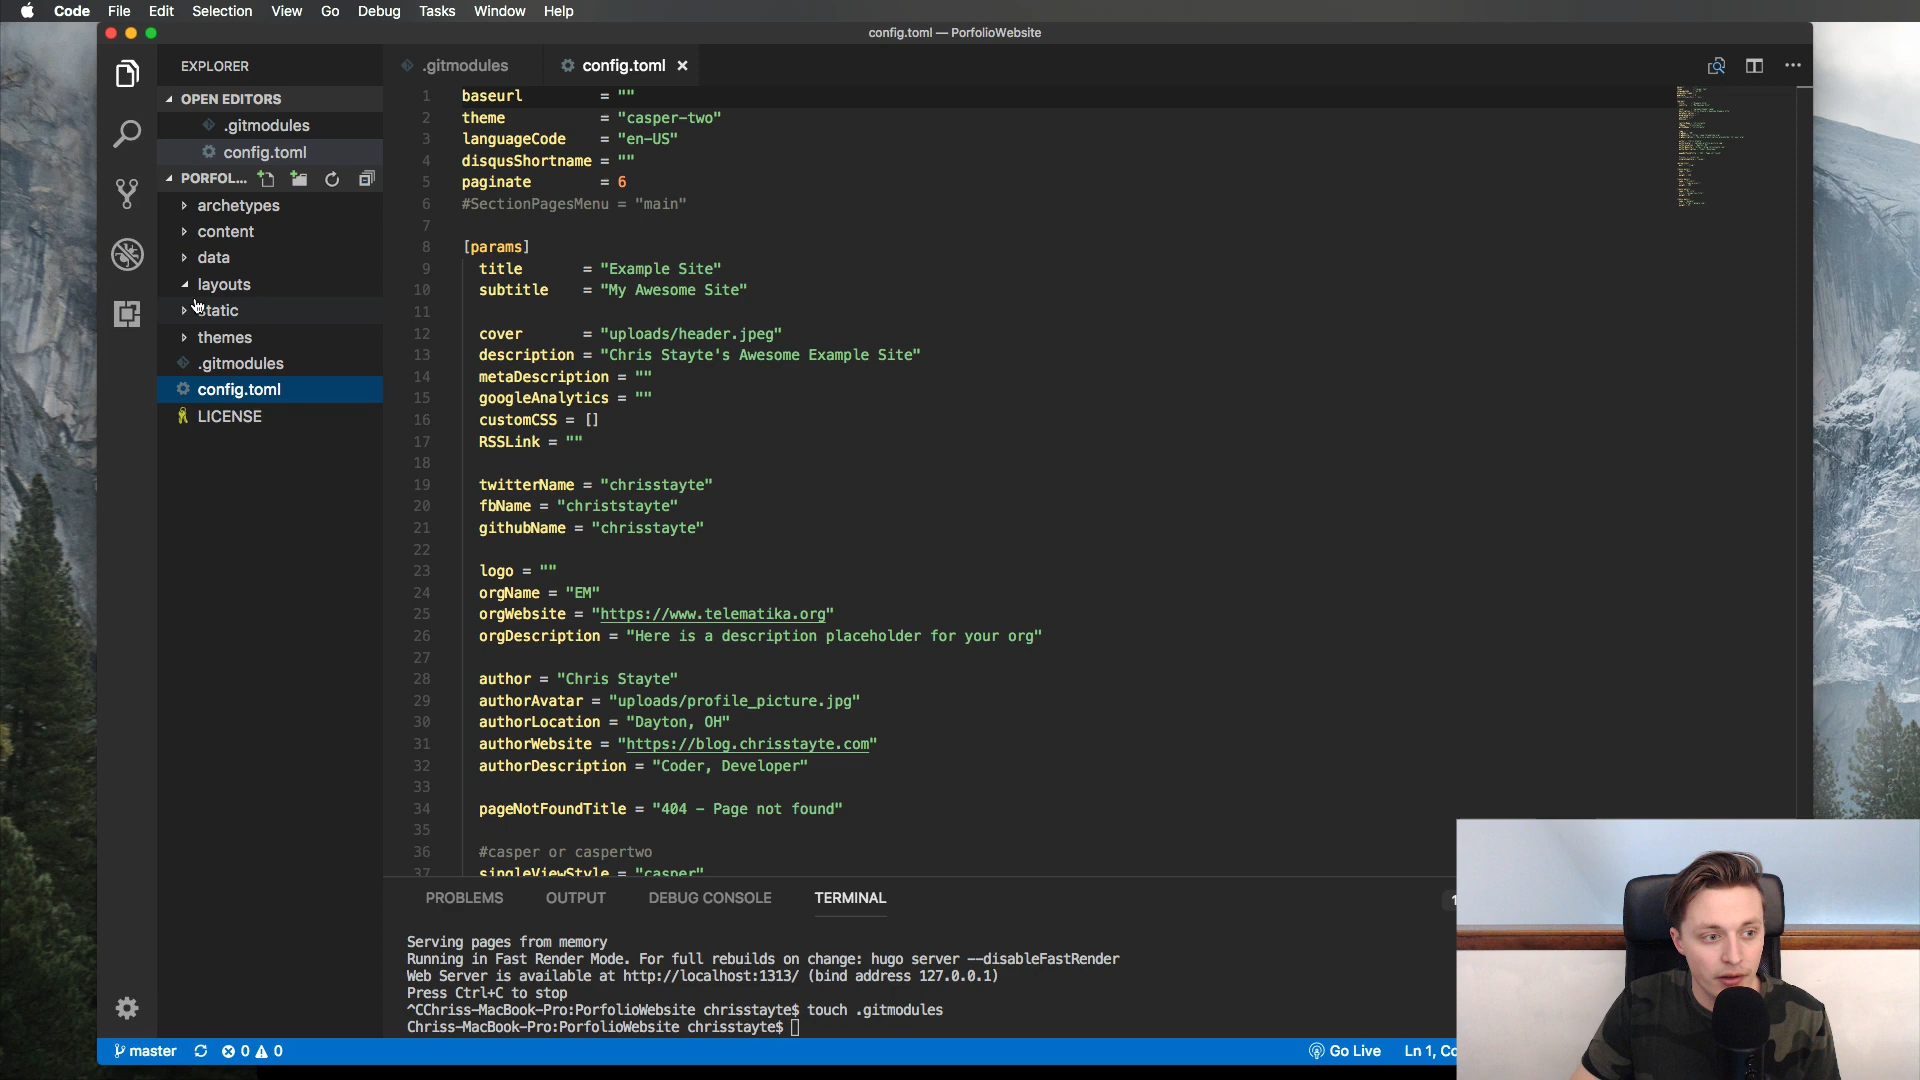 Code File Edit Selection View Go Debug Tasks Window Help
config.toml — PorfolioWebsite
EXPLORER
OPEN EDITORS
.gitmodules
config.toml
PORFOL...
archetypes
content
data
layouts
static
themes
.gitmodules
config.toml
LICENSE
.gitmodules config.toml
1 baseurl = ""
2 theme = "casper-two"
3 languageCode = "en-US"
4 disqusShortname = ""
5 paginate = 6
6 #SectionPagesMenu = "main"
7
8 [params]
9 title = "Example Site"
10 subtitle = "My Awesome Site"
11
12 cover = "uploads/header.jpeg"
13 description = "Chris Stayte's Awesome Example Site"
14 metaDescription = ""
15 googleAnalytics = ""
16 customCSS = []
17 RSSLink = ""
18
19 twitterName = "chrisstayte"
20 fbName = "christstayte"
21 githubName = "chrisstayte"
22
23 logo = ""
24 orgName = "EM"
25 orgWebsite = "https://www.telematika.org"
26 orgDescription = "Here is a description placeholder for your org"
27
28 author = "Chris Stayte"
29 authorAvatar = "uploads/profile_picture.jpg"
30 authorLocation = "Dayton, OH"
31 authorWebsite = "https://blog.chrisstayte.com"
32 authorDescription = "Coder, Developer"
33
34 pageNotFoundTitle = "404 - Page not found"
35
36 #casper or caspertwo
37 singleViewStyle = "casper"
PROBLEMS OUTPUT DEBUG CONSOLE TERMINAL 1
Serving pages from memory
Running in Fast Render Mode. For full rebuilds on change: hugo server --disableFastRender
Web Server is available at http://localhost:1313/ (bind address 127.0.0.1)
Press Ctrl+C to stop
^CChriss-MacBook-Pro:PorfolioWebsite chrisstayte$ touch .gitmodules
Chriss-MacBook-Pro:PorfolioWebsite chrisstayte$
master 0 0 Go Live Ln 1, Co